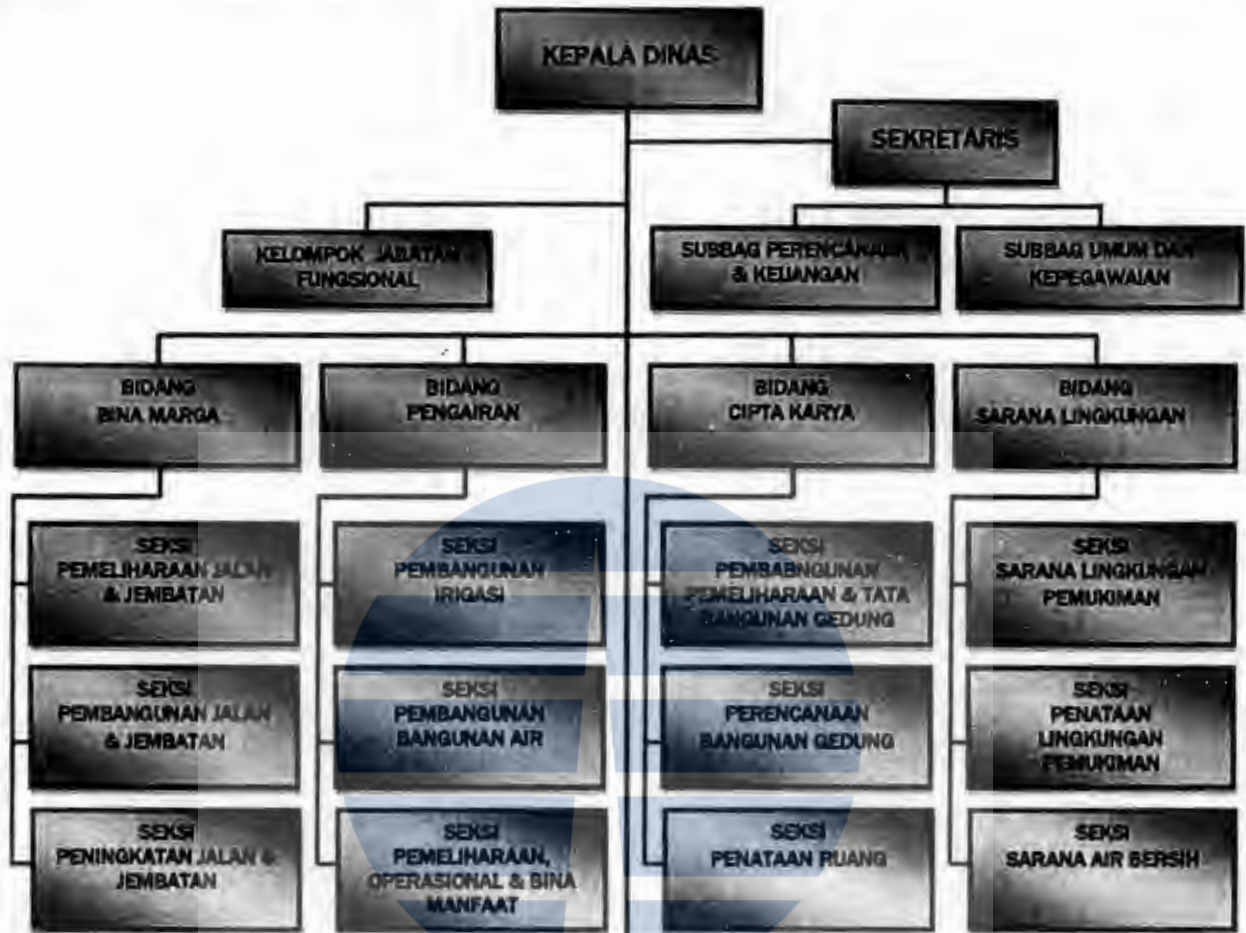 KEPALA DINAS
SEKRETARIS
KELOMPOK JABATAN
FUNGSIONAL
SUBBAG PERENCANAAN
& KEUANGAN
SUBBAG UMUM DAN
KEPEGAWAIAN
BIDANG
BINA MARGA
BIDANG
PENGAIRAN
BIDANG
CIPTA KARYA
BIDANG
SARANA LINGKUNGAN
SEKSI
PEMELIHARAAN JALAN
& JEMBATAN
SEKSI
PEMBANGUNAN
IRIGASI
SEKSI
PEMBABNGUNAN
PEMELIHARAAN & TATA
BANGUNAN GEDUNG
SEKSI
SARANA LINGKUNGAN
PEMUKIMAN
SEKSI
PEMBANGUNAN JALAN
& JEMBATAN
SEKSI
PEMBANGUNAN
BANGUNAN AIR
SEKSI
PERENCANAAN
BANGUNAN GEDUNG
SEKSI
PENATAAN
LINGKUNGAN
PEMUKIMAN
SEKSI
PENINGKATAN JALAN &
JEMBATAN
SEKSI
PEMELIHARAAN,
OPERASIONAL & BINA
MANFAAT
SEKSI
PENATAAN RUANG
SEKSI
SARANA AIR BERSIH